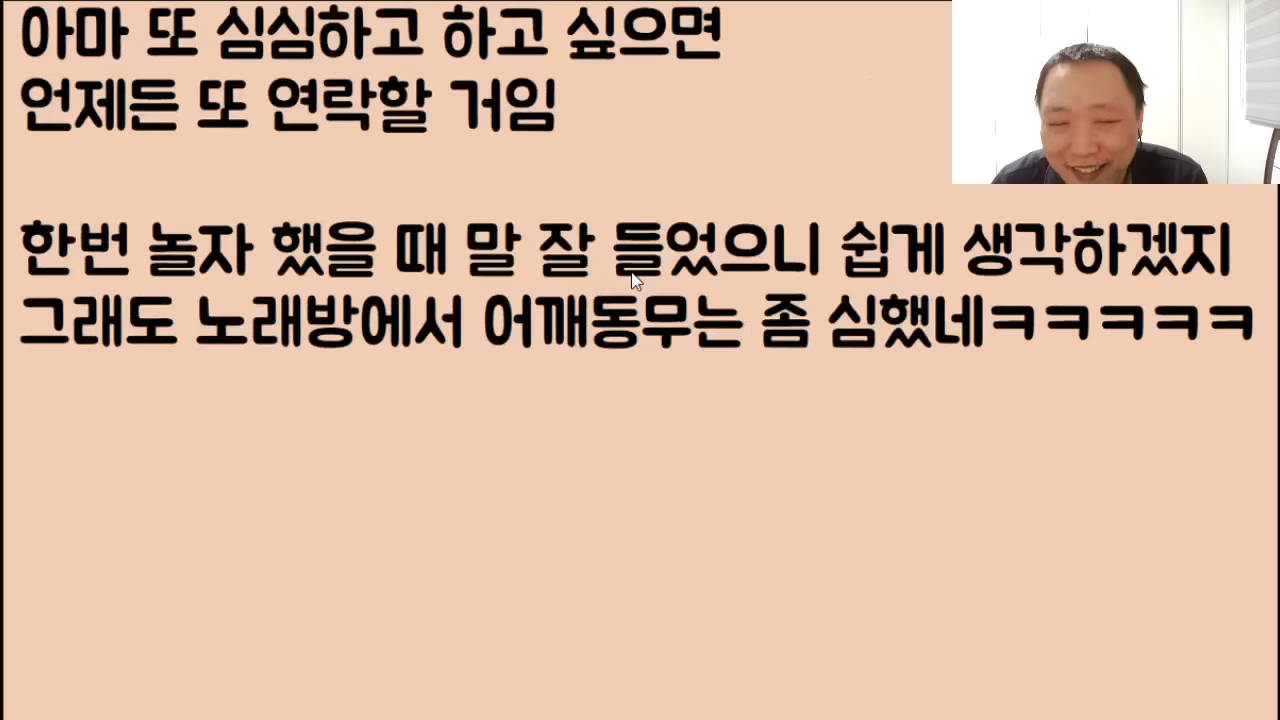 아마 또 심심하고 하고 싶으면
언제든 또 연락할 거임
한번 놀자 했을 때 말 잘 들었으니 쉽게 생각하겠지
그래도 노래방에서 어깨동무는 좀 심했네ㅋㅋㅋㅋㅋ